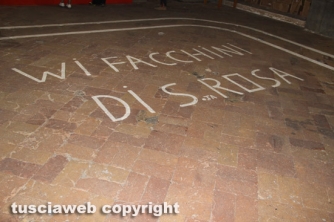 W I FACCHINI
DI S.ROSA
tusciaweb copyright